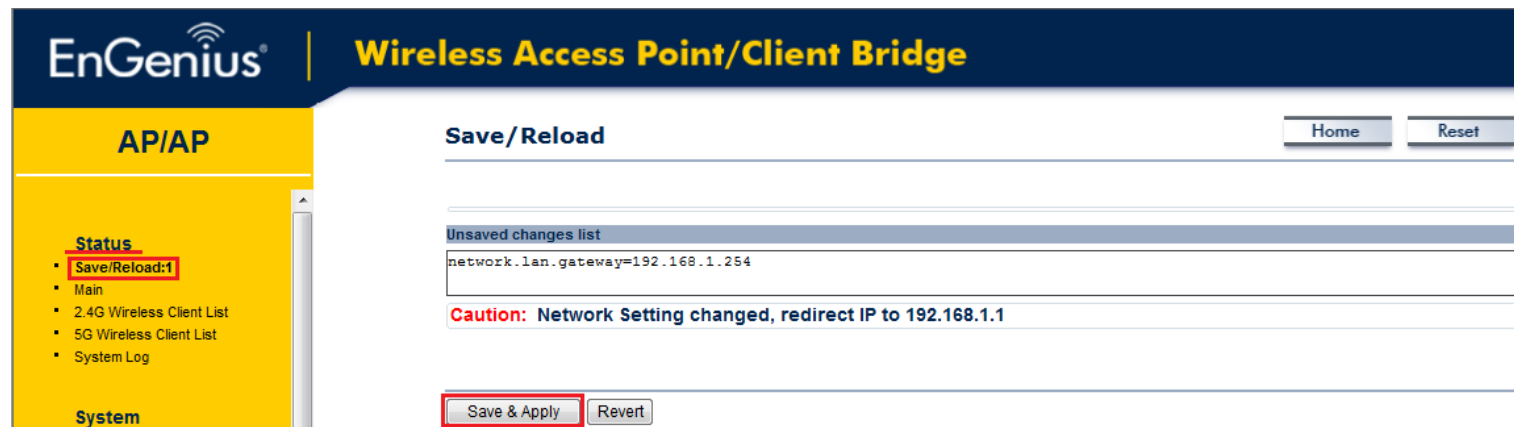 EnGenius®
Wireless Access Point/Client Bridge
AP/AP
Status
Save/Reload:1
Main
2.4G Wireless Client List
5G Wireless Client List
System Log
System
Save/Reload
Home
Reset
Unsaved changes list
network.lan.gateway=192.168.1.254
Caution: Network Setting changed, redirect IP to 192.168.1.1
Save & Apply
Revert